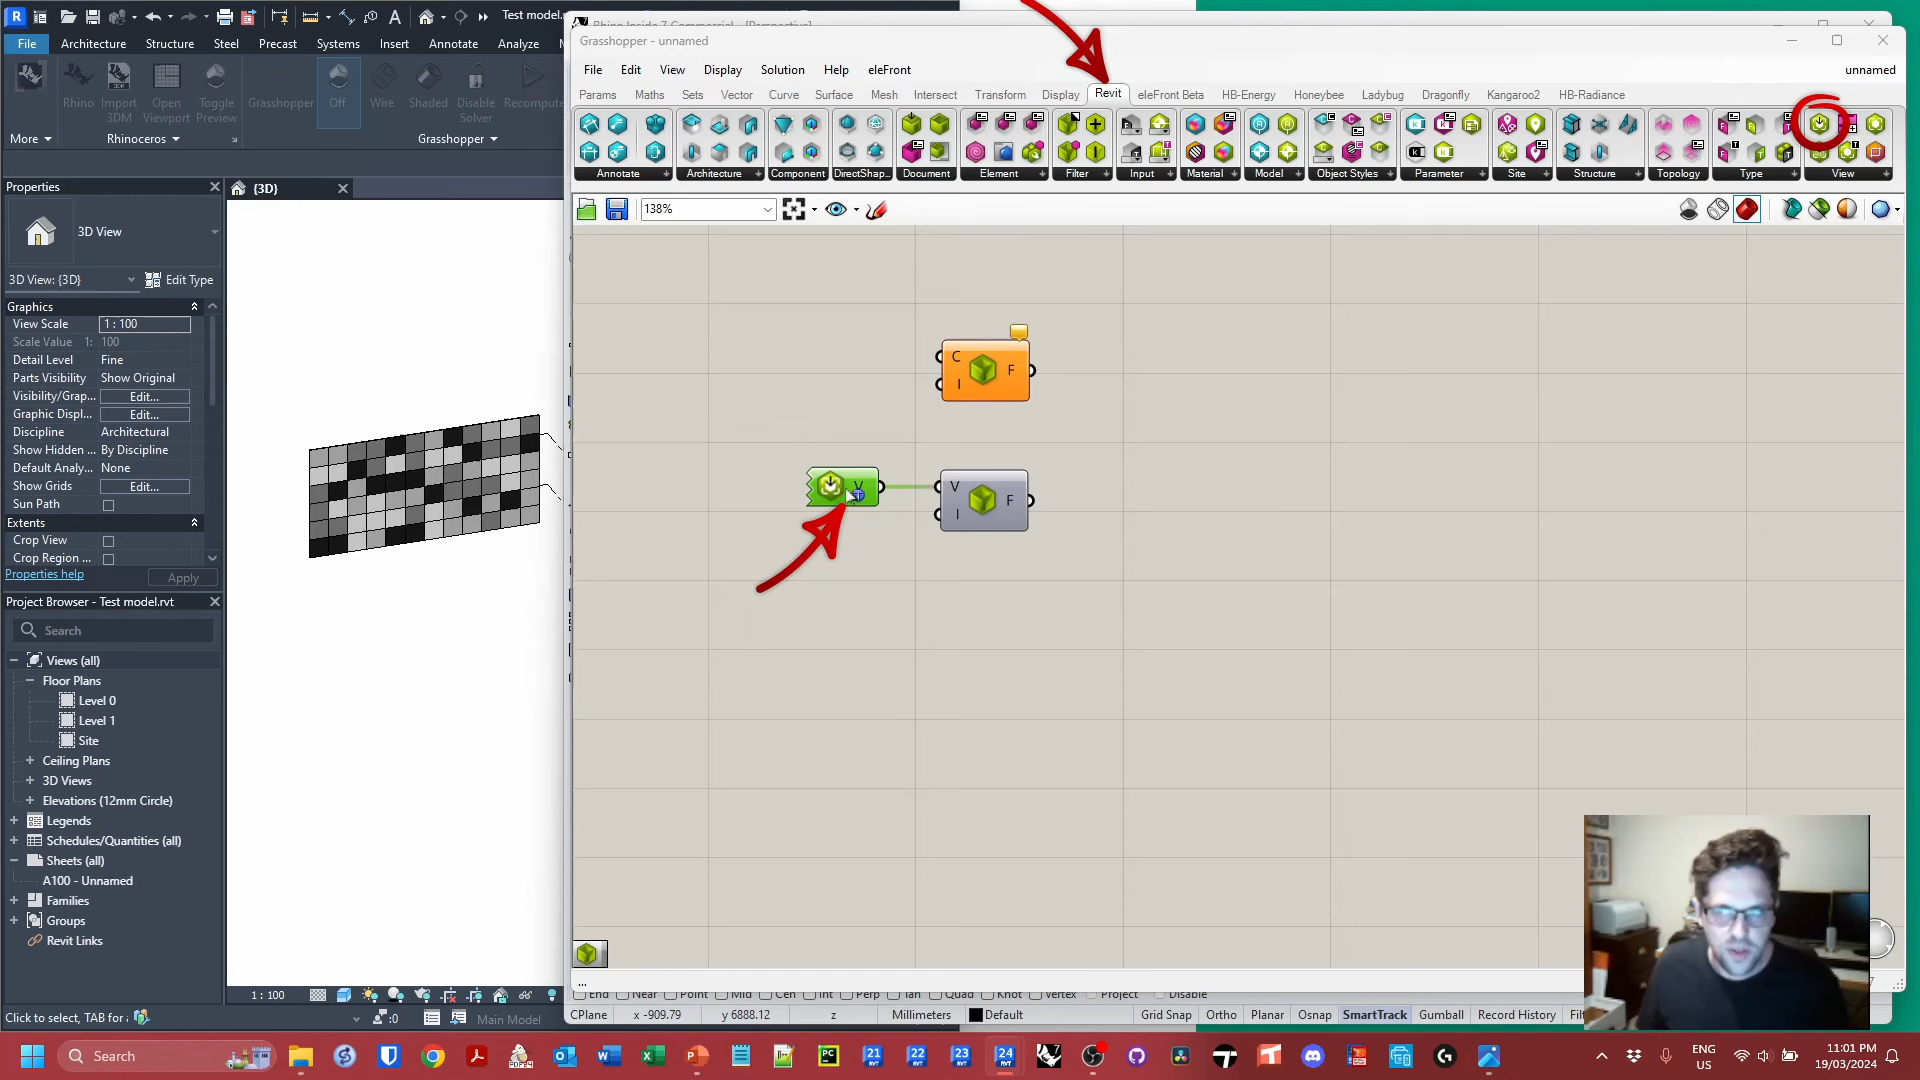 Test model.rvt
Rhino Inside 7 Commercial - [Perspective]
Grasshopper - unnamed
File Architecture Structure Steel Precast Systems Insert Annotate Analyze
File Edit View Display Solution Help eleFront
unnamed
Params Maths Sets Vector Curve Surface Mesh Intersect Transform Display Revit eleFront Beta HB-Energy Honeybee Ladybug Dragonfly Kangaroo2 HB-Radiance
Rhino Import 3DM Open Viewport Toggle Preview Grasshopper Off Wire Shaded Disable Solver Recompute
More Rhinoceros Grasshopper
Annotate Architecture Component DirectShap... Document Element Filter Input Material Model Object Styles Parameter Site Structure Topology Type View
138%
Properties
{3D}
3D View
3D View: {3D}
Edit Type
Graphics
View Scale 1 : 100
Scale Value 1: 100
Detail Level Fine
Parts Visibility Show Original
Visibility/Grap... Edit...
Graphic Displ... Edit...
Discipline Architectural
Show Hidden ... By Discipline
Default Analy... None
Show Grids Edit...
Sun Path
Extents
Crop View
Crop Region ...
Properties help
Apply
C
I
F
V
V
I
F
Project Browser - Test model.rvt
Search
Views (all)
Floor Plans
Level 0
Level 1
Site
Ceiling Plans
3D Views
Elevations (12mm Circle)
Legends
Schedules/Quantities (all)
Sheets (all)
A100 - Unnamed
Families
Groups
Revit Links
1 : 100
...
End Near Point Mid Cen Int Perp Tan Quad Knot Vertex Project Disable
Click to select, TAB for
:0
Main Model
CPlane x -909.79 y 6888.12 z Millimeters Default Grid Snap Ortho Planar Osnap SmartTrack Gumball Record History Filt
Search
ENG
US
11:01 PM
19/03/2024